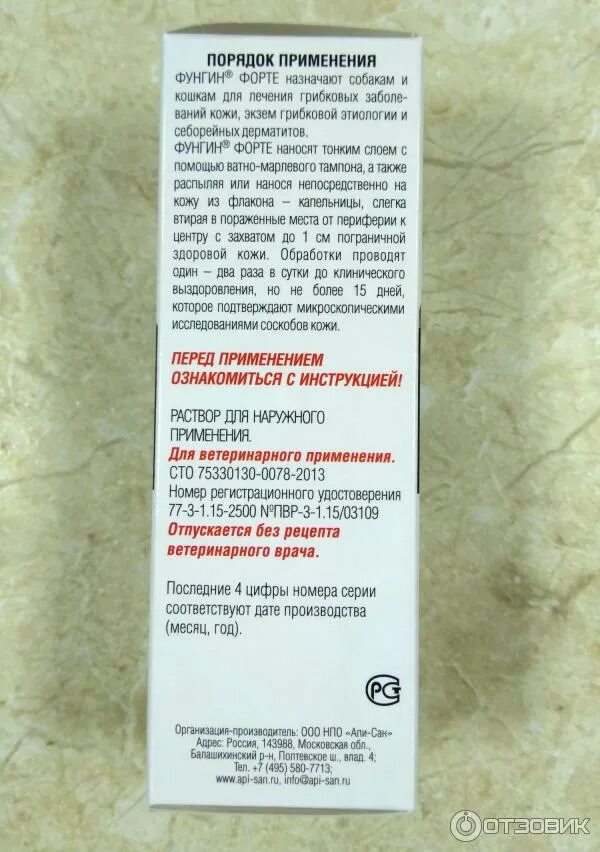 ПОРЯДОК ПРИМЕНЕНИЯ
ФУНГИН® ФОРТЕ назначают собакам и
кошкам для лечения грибковых заболе-
ваний кожи, экзем грибковой этиологии и
себорейных дерматитов.
ФУНГИН® ФОРТЕ наносят тонким слоем с
помощью ватно-марлевого тампона, а также
распыляя или нанося непосредственно на
кожу из флакона – капельницы, слегка
втирая в пораженные места от периферии к
центру с захватом до 1 см пограничной
здоровой кожи. Обработки проводят
один – два раза в сутки до клинического
выздоровления, но не более 15 дней,
которое подтверждают микроскопическими
исследованиями соскобов кожи.
ПЕРЕД ПРИМЕНЕНИЕМ
ОЗНАКОМИТЬСЯ С ИНСТРУКЦИЕЙ!
РАСТВОР ДЛЯ НАРУЖНОГО
ПРИМЕНЕНИЯ.
Для ветеринарного применения.
СТО 75330130-0078-2013
Номер регистрационного удостоверения
77-3-1.15-2500 №ПВР-3-1.15/03109
Отпускается без рецепта
ветеринарного врача.
Последние 4 цифры номера серии
соответствуют дате производства
(месяц, год).
РСТ
Организация-производитель: ООО НПО «Апи-Сан»
Адрес: Россия, 143988, Московская обл.,
Балашихинский р-н, Полтевское ш., влад. 4;
Тел. +7 (495) 580-7713;
www.api-san.ru, info@api-san.ru
ОТЗОВИК